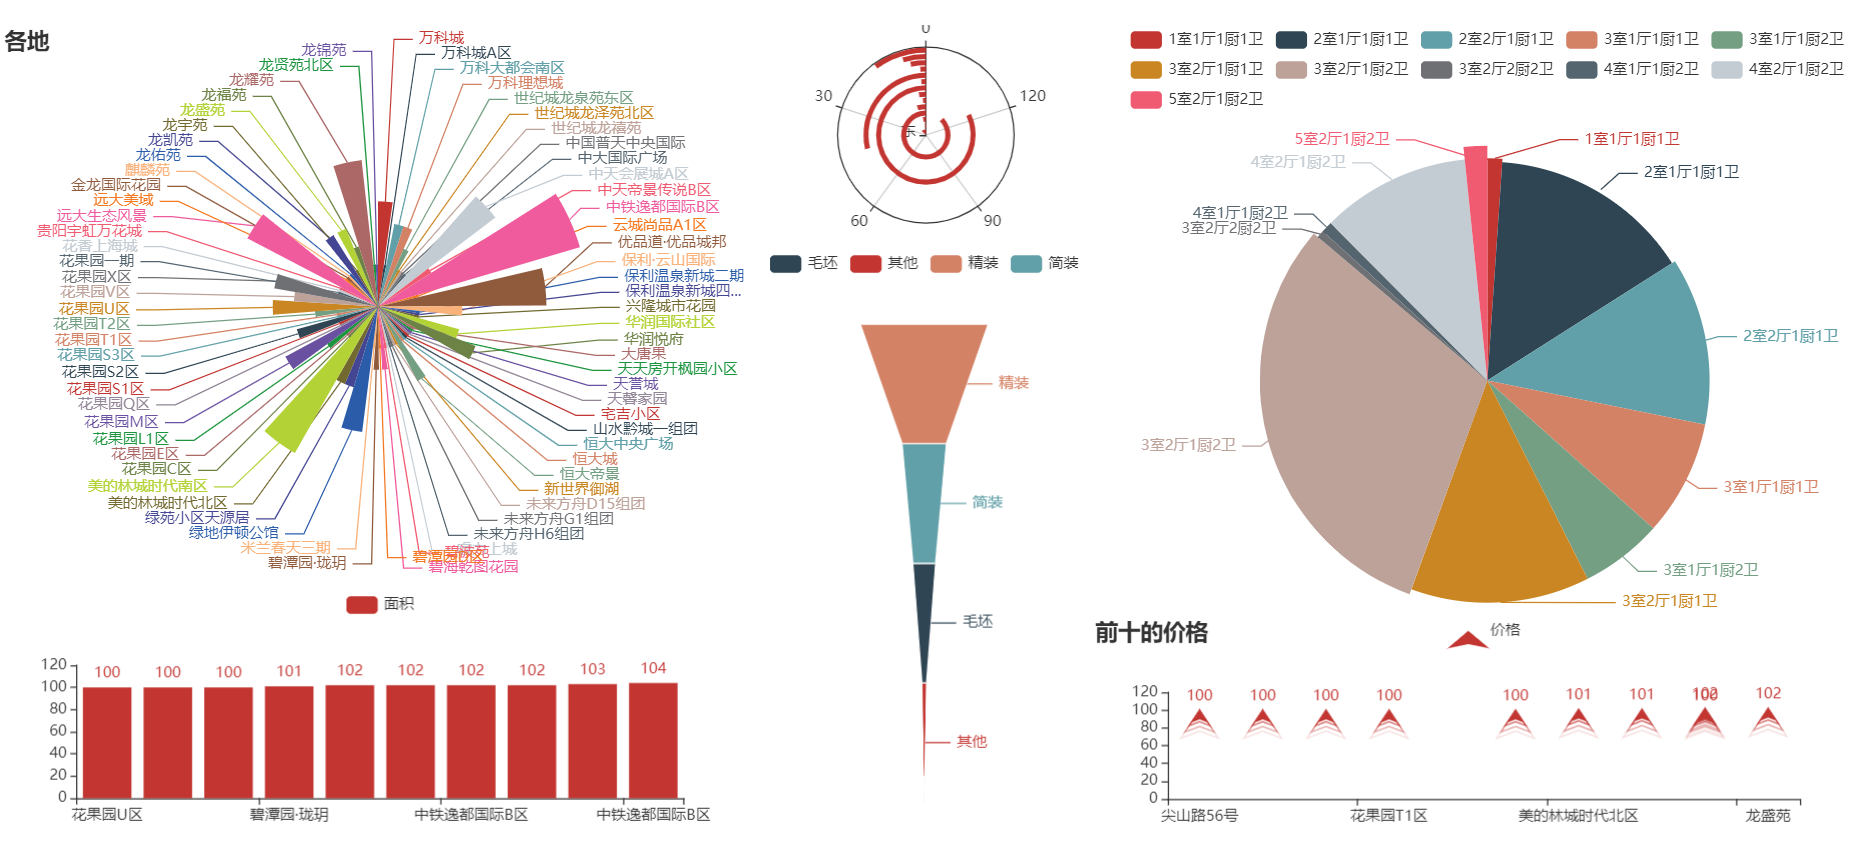 各地
万科城
万科城A区
万科大都会南区
万科理想城
世纪城龙泉苑东区
世纪城龙泽苑北区
世纪城龙禧苑
中国普天中央国际
中大国际广场
中天会展城A区
中天帝景传说B区
中铁逸都国际B区
云城尚品A1区
优品道·优品城邦
保利·云山国际
保利温泉新城二期
保利温泉新城四...
兴隆城市花园
华润国际社区
华润悦府
大唐果
天天房开枫园小区
天誉城
天馨家园
宅吉小区
山水黔城一组团
恒大中央广场
恒大城
恒大帝景
新世界御湖
未来方舟D15组团
未来方舟G1组团
未来方舟H6组团
上城
碧海乾图花园
碧潭园·珑玥
米兰春天三期
绿地伊顿公馆
绿苑小区天源居
美的林城时代北区
美的林城时代南区
花果园C区
花果园E区
花果园L1区
花果园M区
花果园Q区
花果园S1区
花果园S2区
花果园S3区
花果园T1区
花果园T2区
花果园U区
花果园V区
花果园X区
花果园一期
花香上海城
贵阳宇虹万花城
远大生态风景
远大美域
金龙国际花园
麒麟苑
龙佑苑
龙凯苑
龙宇苑
龙盛苑
龙福苑
龙耀苑
龙贤苑北区
龙锦苑
面积
120
100
80
60
40
20
0
100 100 100 101 102 102 102 102 103 104
花果园U区 碧潭园·珑玥 中铁逸都国际B区 中铁逸都国际B区
0
30 120
东
60 90
毛坯 其他 精装 简装
精装
简装
毛坯
其他
1室1厅1厨1卫 2室1厅1厨1卫 2室2厅1厨1卫 3室1厅1厨1卫 3室1厅1厨2卫
3室2厅1厨1卫 3室2厅1厨2卫 3室2厅2厨2卫 4室1厅1厨2卫 4室2厅1厨2卫
5室2厅1厨2卫
5室2厅1厨2卫 1室1厅1厨1卫
4室2厅1厨2卫 2室1厅1厨1卫
4室1厅1厨2卫
3室2厅2厨2卫
2室2厅1厨1卫
3室2厅1厨2卫
3室1厅1厨1卫
3室1厅1厨2卫
3室2厅1厨1卫
前十的价格
价格
120
100
80
60
40
20
0
100 100 100 100 100 101 101 102 102
尖山路56号 花果园T1区 美的林城时代北区 龙盛苑